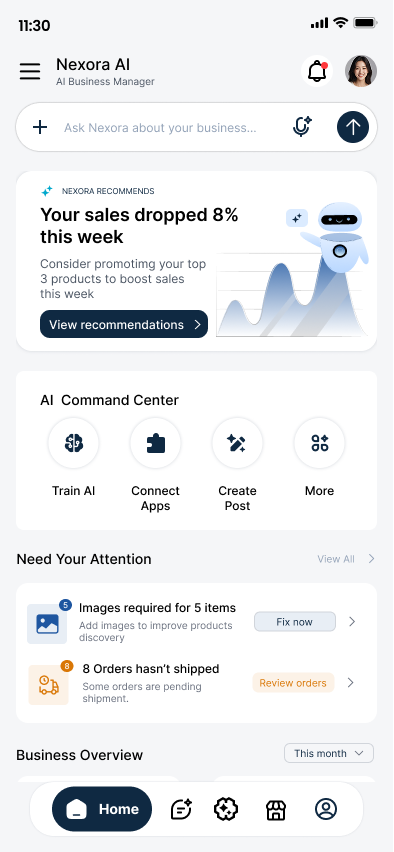 11:30
Nexora AI
AI Business Manager
Ask Nexora about your business...
NEXORA RECOMMENDS
Your sales dropped 8%
this week
Consider promotimg your top
3 products to boost sales
this week
View recommendations
AI Command Center
Train AI
Connect
Apps
Create
Post
More
Need Your Attention
View All
5
Images required for 5 items
Add images to improve products
discovery
Fix now
8
8 Orders hasn't shipped
Some orders are pending
shipment.
Review orders
Business Overview
This month
Home